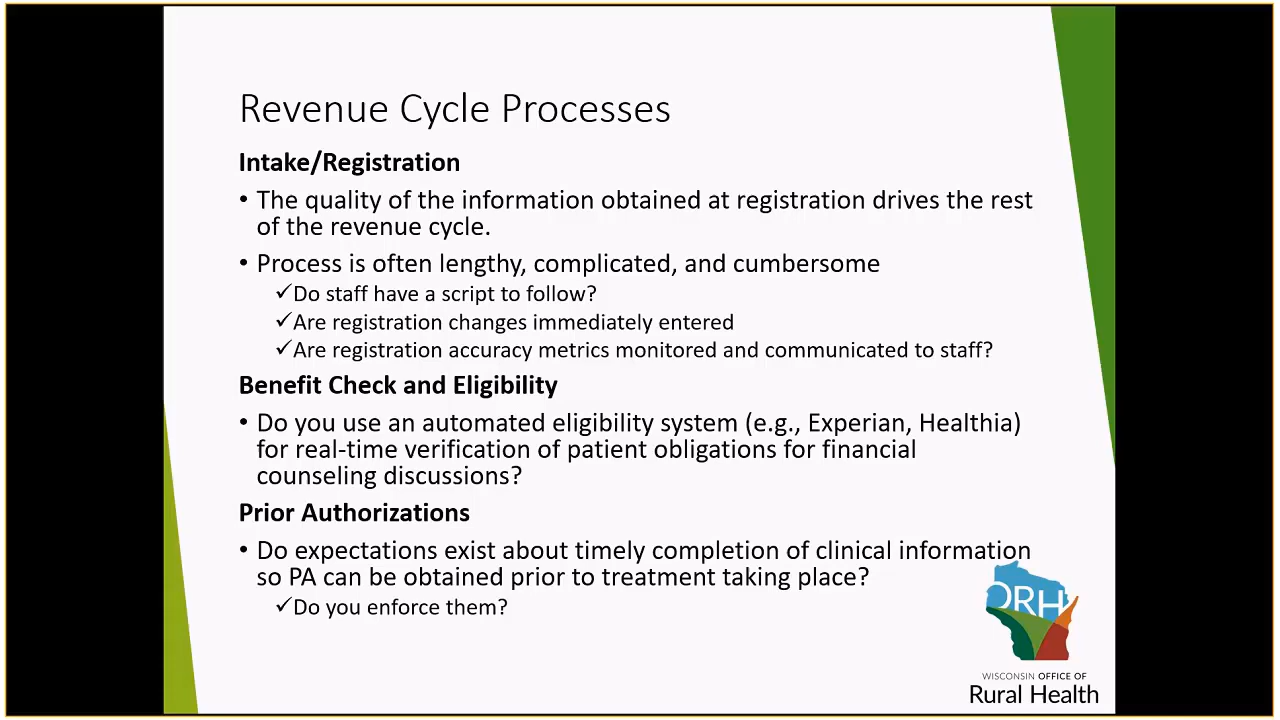 Revenue Cycle Processes
Intake/Registration
• The quality of the information obtained at registration drives the rest
of the revenue cycle.
• Process is often lengthy, complicated, and cumbersome
✓Do staff have a script to follow?
✓Are registration changes immediately entered
✓Are registration accuracy metrics monitored and communicated to staff?
Benefit Check and Eligibility
• Do you use an automated eligibility system (e.g., Experian, Healthia)
for real-time verification of patient obligations for financial
counseling discussions?
Prior Authorizations
• Do expectations exist about timely completion of clinical information
so PA can be obtained prior to treatment taking place?
✓Do you enforce them?
ORH
WISCONSIN OFFICE OF
Rural Health